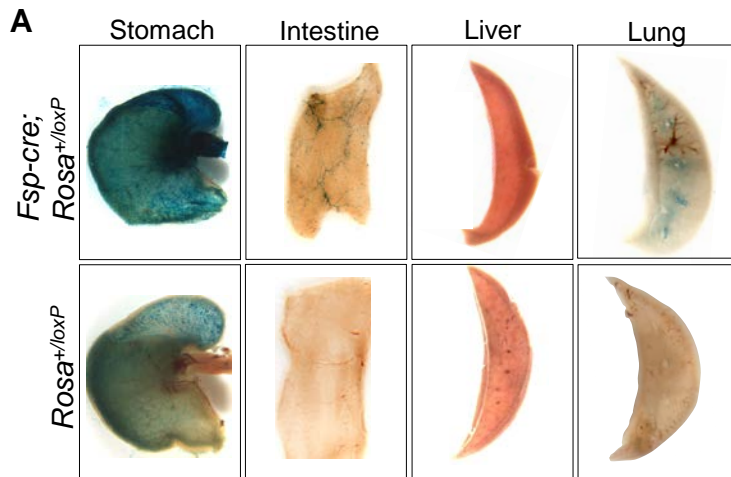 A
Stomach Intestine Liver Lung
Fsp-cre;
Rosa+/loxP
Rosa+/loxP